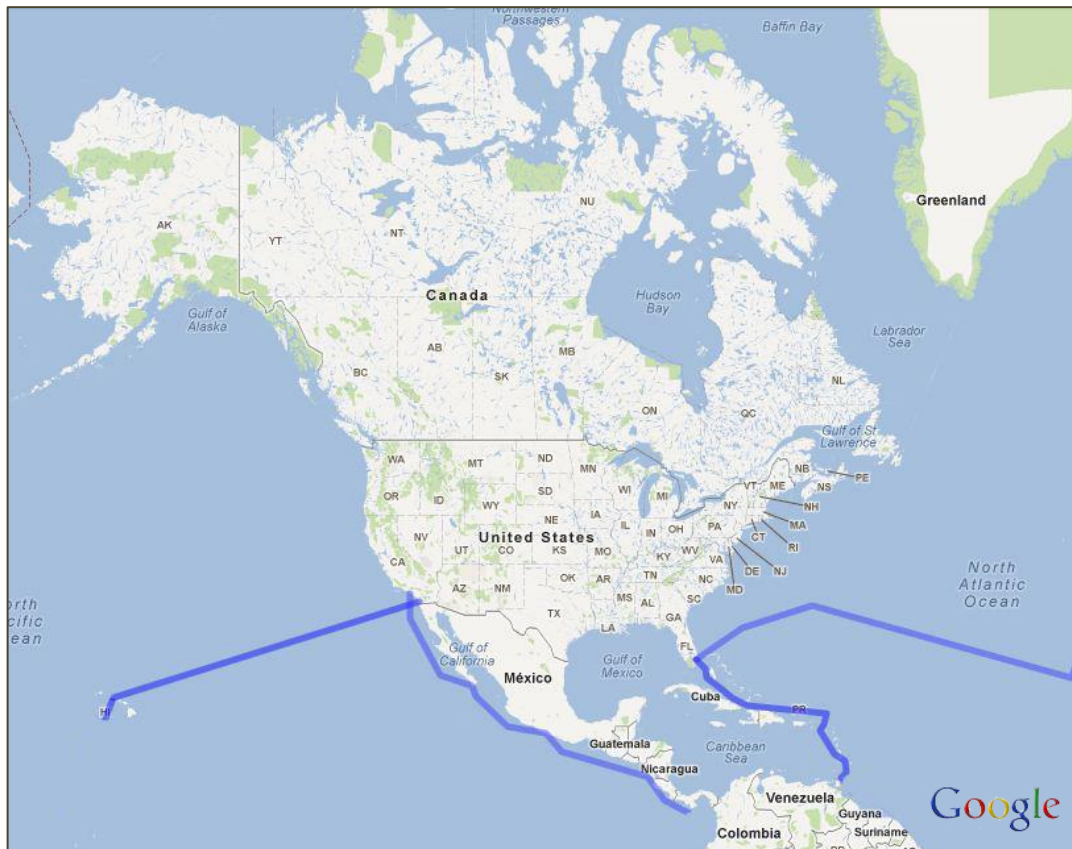 Northwestern
Passages
Baffin Bay
Greenland
AK
YT
NT
NU
Gulf of
Alaska
Canada
Hudson
Bay
Labrador
Sea
AB
BC
SK
MB
ON
QC
NL
Gulf of St
Lawrence
WA
MT
ND
MN
OR
ID
SD
WI
MI
VT
ME
NB
NS
PE
WY
NE
IA
NY
NH
MA
RI
CT
NV
UT
CO
United States
KS
MO
IL
IN
OH
PA
NJ
DE
MD
CA
AZ
NM
OK
AR
KY
WV
VA
TN
NC
MS
AL
SC
GA
TX
LA
FL
North
Atlantic
Ocean
orth
cific
ean
Gulf of
California
Gulf of
Mexico
México
Cuba
HI
PR
Guatemala
Caribbean
Sea
Nicaragua
Venezuela
Guyana
Suriname
Colombia
Google